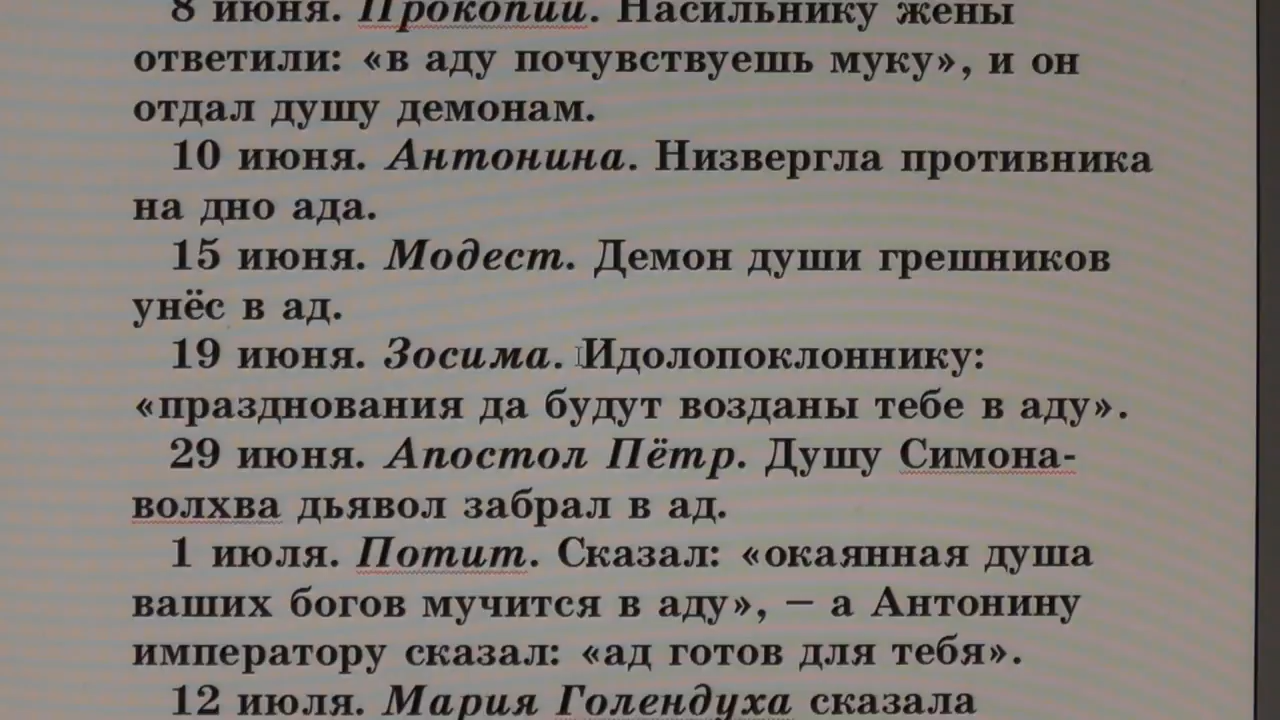 8 июня. Прокопий. Насильнику жены
ответили: «в аду почувствуешь муку», и он
отдал душу демонам.
10 июня. Антонина. Низвергла противника
на дно ада.
15 июня. Модест. Демон души грешников
унёс в ад.
19 июня. Зосима. Идолопоклоннику:
«празднования да будут возданы тебе в аду».
29 июня. Апостол Пётр. Душу Симона-
волхва дьявол забрал в ад.
1 июля. Потит. Сказал: «окаянная душа
ваших богов мучится в аду», – а Антонину
императору сказал: «ад готов для тебя».
12 июля. Мария Голендуха сказала